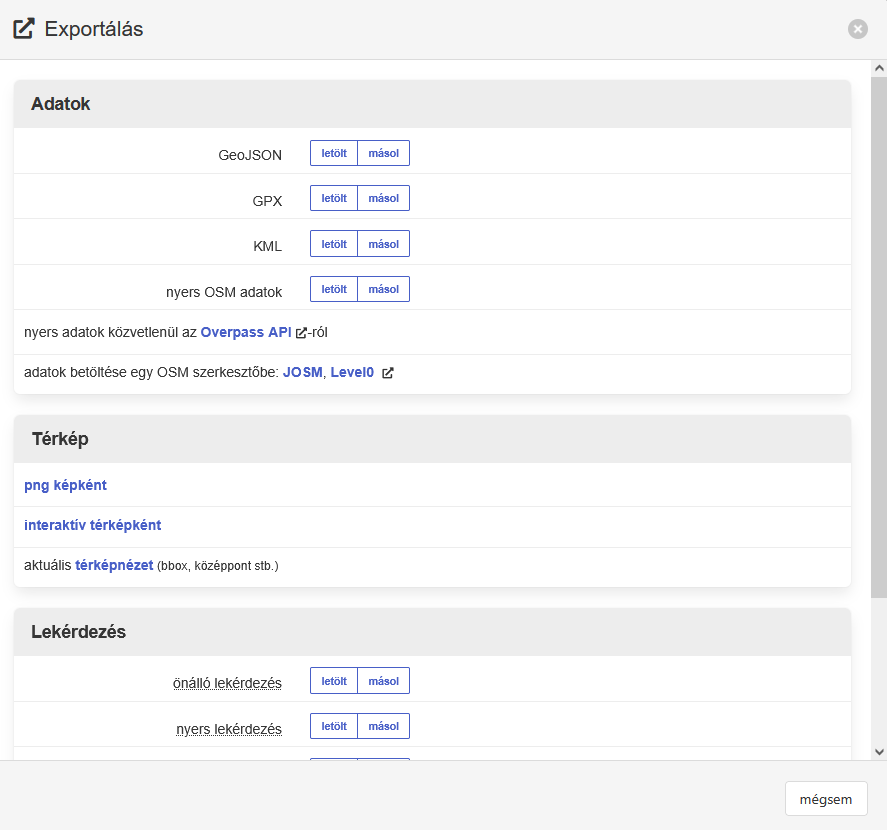 Exportálás
Adatok
GeoJSON letölt másol
GPX letölt másol
KML letölt másol
nyers OSM adatok letölt másol
nyers adatok közvetlenül az Overpass API -ról
adatok betöltése egy OSM szerkesztőbe: JOSM, Level0
Térkép
png képként
interaktív térképként
aktuális térképnézet (bbox, középpont stb.)
Lekérdezés
önálló lekérdezés letölt másol
nyers lekérdezés letölt másol
mégsem